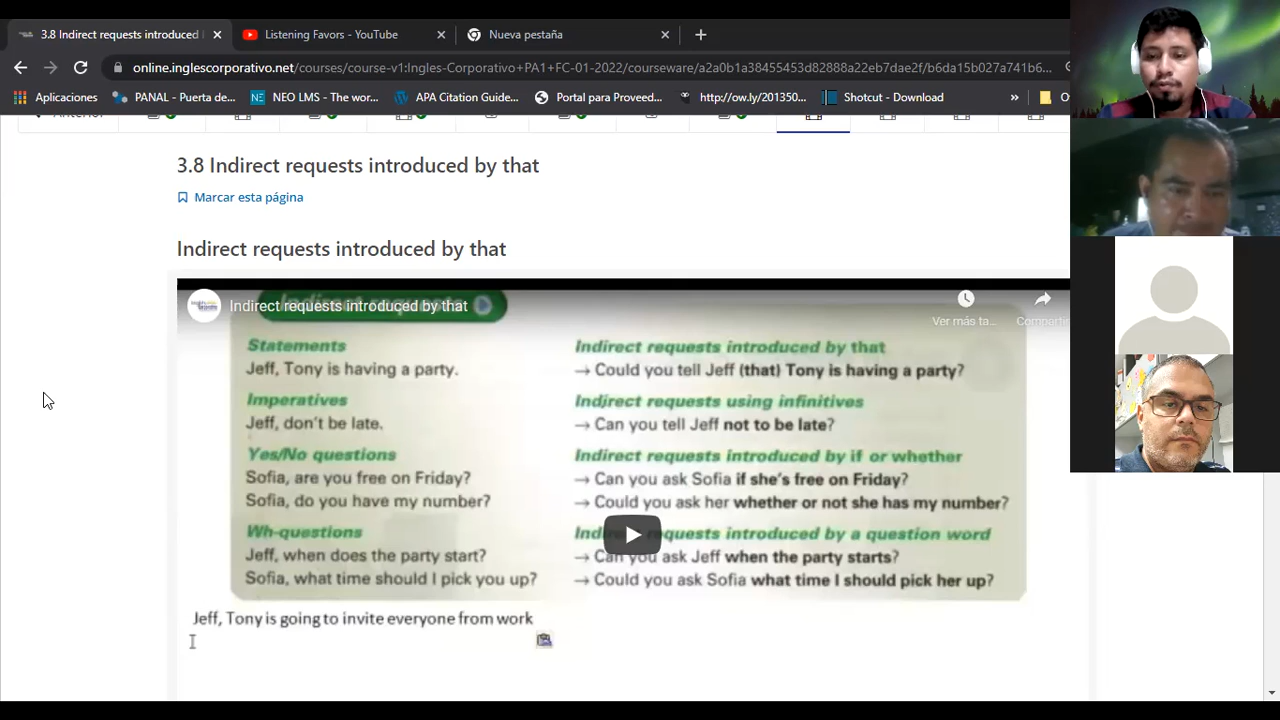 3.8 Indirect requests introduced
Listening Favors - YouTube
Nueva pestaña
online.inglescorporativo.net/courses/course-v1:Ingles-Corporativo+PA1+FC-01-2022/courseware/a2a0b1a38455453d82888a22eb7dae2f/b6da15b027a741b6...
Aplicaciones
PANAL - Puerta de...
NEO LMS - The wor...
APA Citation Guide...
Portal para Proveed...
http://ow.ly/201350...
Shotcut - Download
»
Anterior
3.8 Indirect requests introduced by that
Marcar esta página
Indirect requests introduced by that
Indirect requests introduced by that
Ver más ta...
Statements
Indirect requests introduced by that
Jeff, Tony is having a party.
→ Could you tell Jeff (that) Tony is having a party?
Imperatives
Indirect requests using infinitives
Jeff, don't be late.
→ Can you tell Jeff not to be late?
Yes/No questions
Indirect requests introduced by if or whether
Sofia, are you free on Friday?
→ Can you ask Sofia if she's free on Friday?
Sofia, do you have my number?
→ Could you ask her whether or not she has my number?
Wh-questions
Indirect requests introduced by a question word
Jeff, when does the party start?
→ Can you ask Jeff when the party starts?
Sofia, what time should I pick you up?
→ Could you ask Sofia what time I should pick her up?
Jeff, Tony is going to invite everyone from work